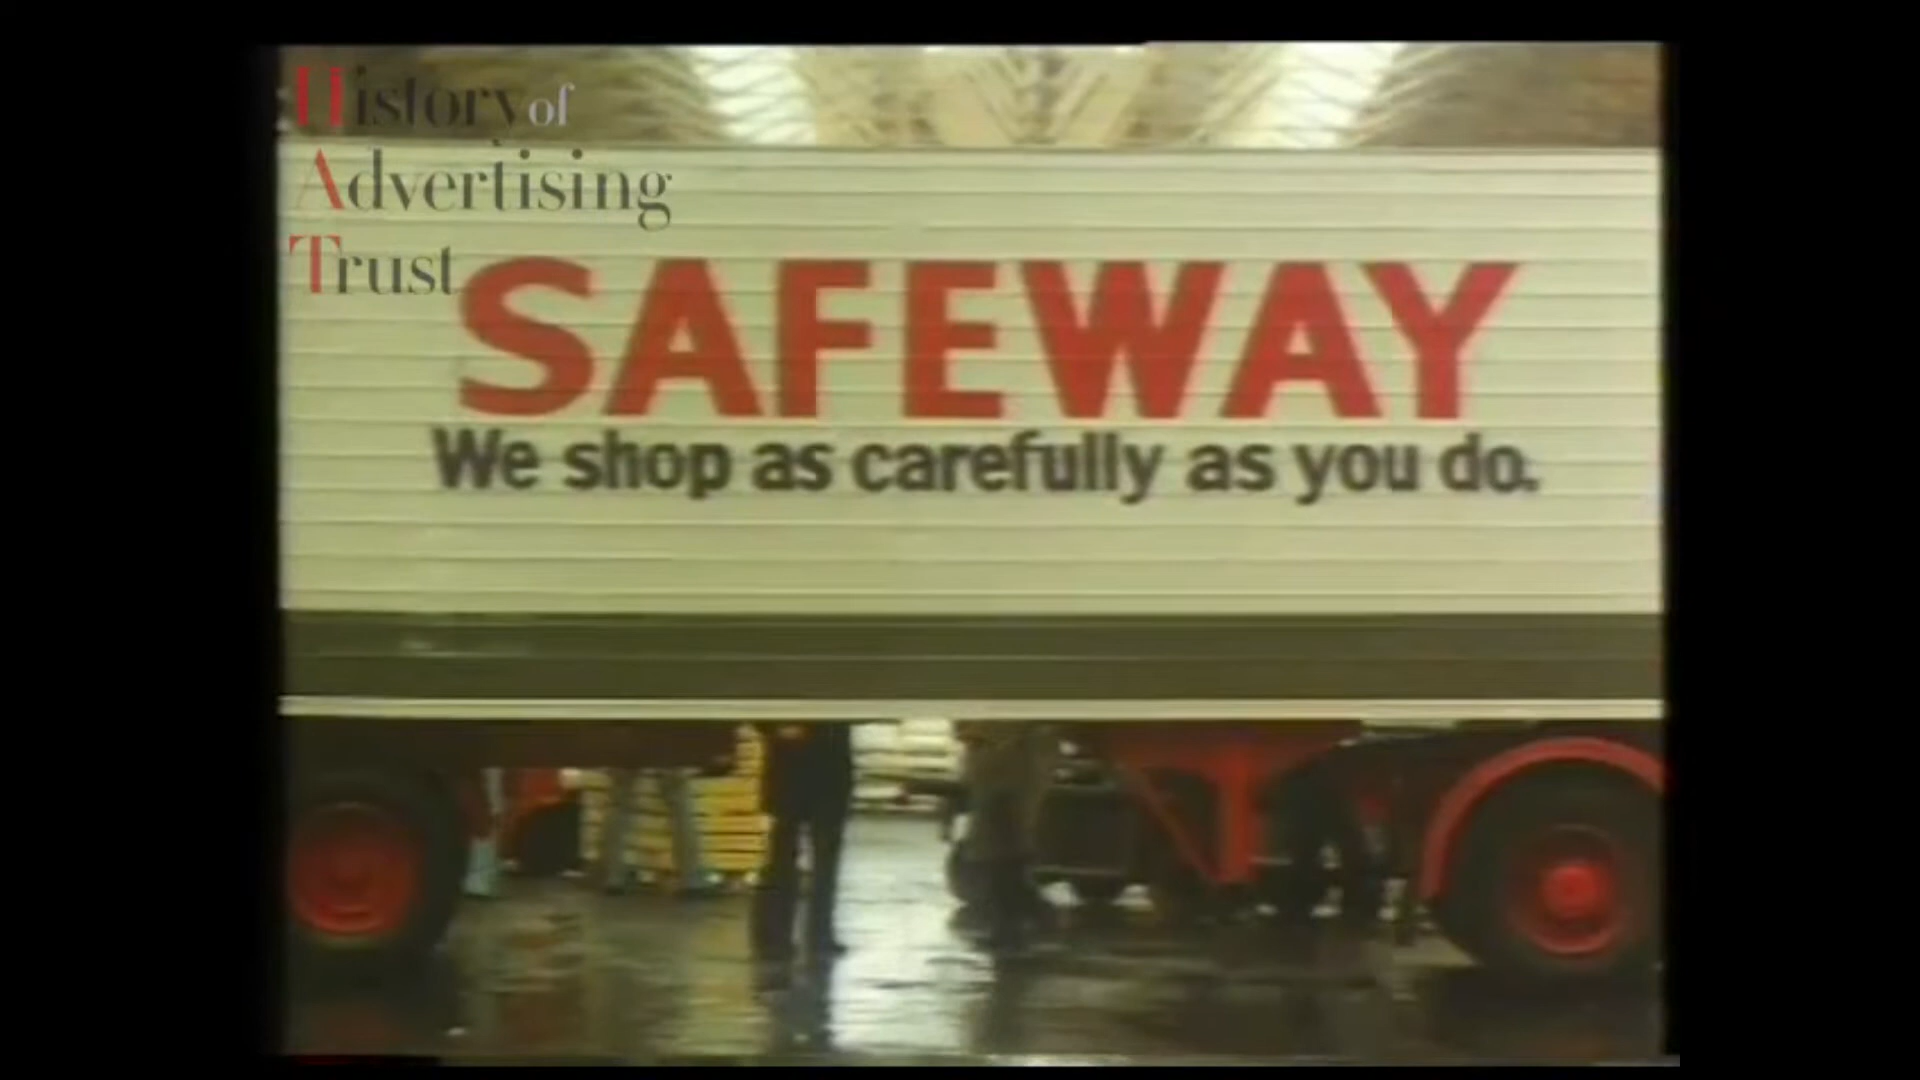 History of
Advertising
Trust
SAFEWAY
We shop as carefully as you do.